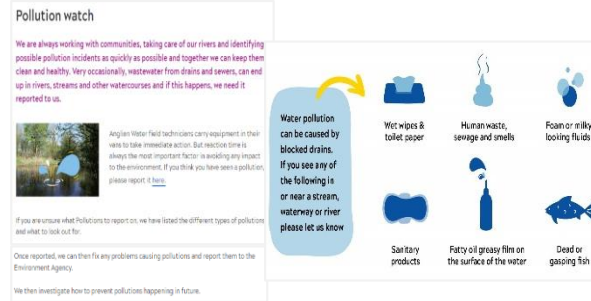 Pollution watch
We are always working with communities, taking care of our rivers and identifying
possible pollution incidents as quickly as possible and together we can keep them
clean and healthy. Very occasionally, wastewater from drains and sewers, can end
up in rivers, streams and other watercourses and if this happens, we need it
reported to us.
Anglian Water field technicians carry equipment in their
vans to take immediate action. But reaction time is
always the most important factor in avoiding any impact
to the environment. If you think you have seen a pollution,
please report it here.
If you are unsure what Pollutions to report on, we have listed the different types of pollutions
and what to look out for.
Once reported, we can then fix any problems causing pollutions and report them to the
Environment Agency.
We then investigate how to prevent pollutions happening in future.
Water pollution
can be caused by
blocked drains.
If you see any of
the following in
or near a stream,
waterway or river
please let us know
Wet wipes &
toilet paper
Human waste,
sewage and smells
Foam or milky
looking fluids
Sanitary
products
Fatty oil greasy film on
the surface of the water
Dead or
gasping fish